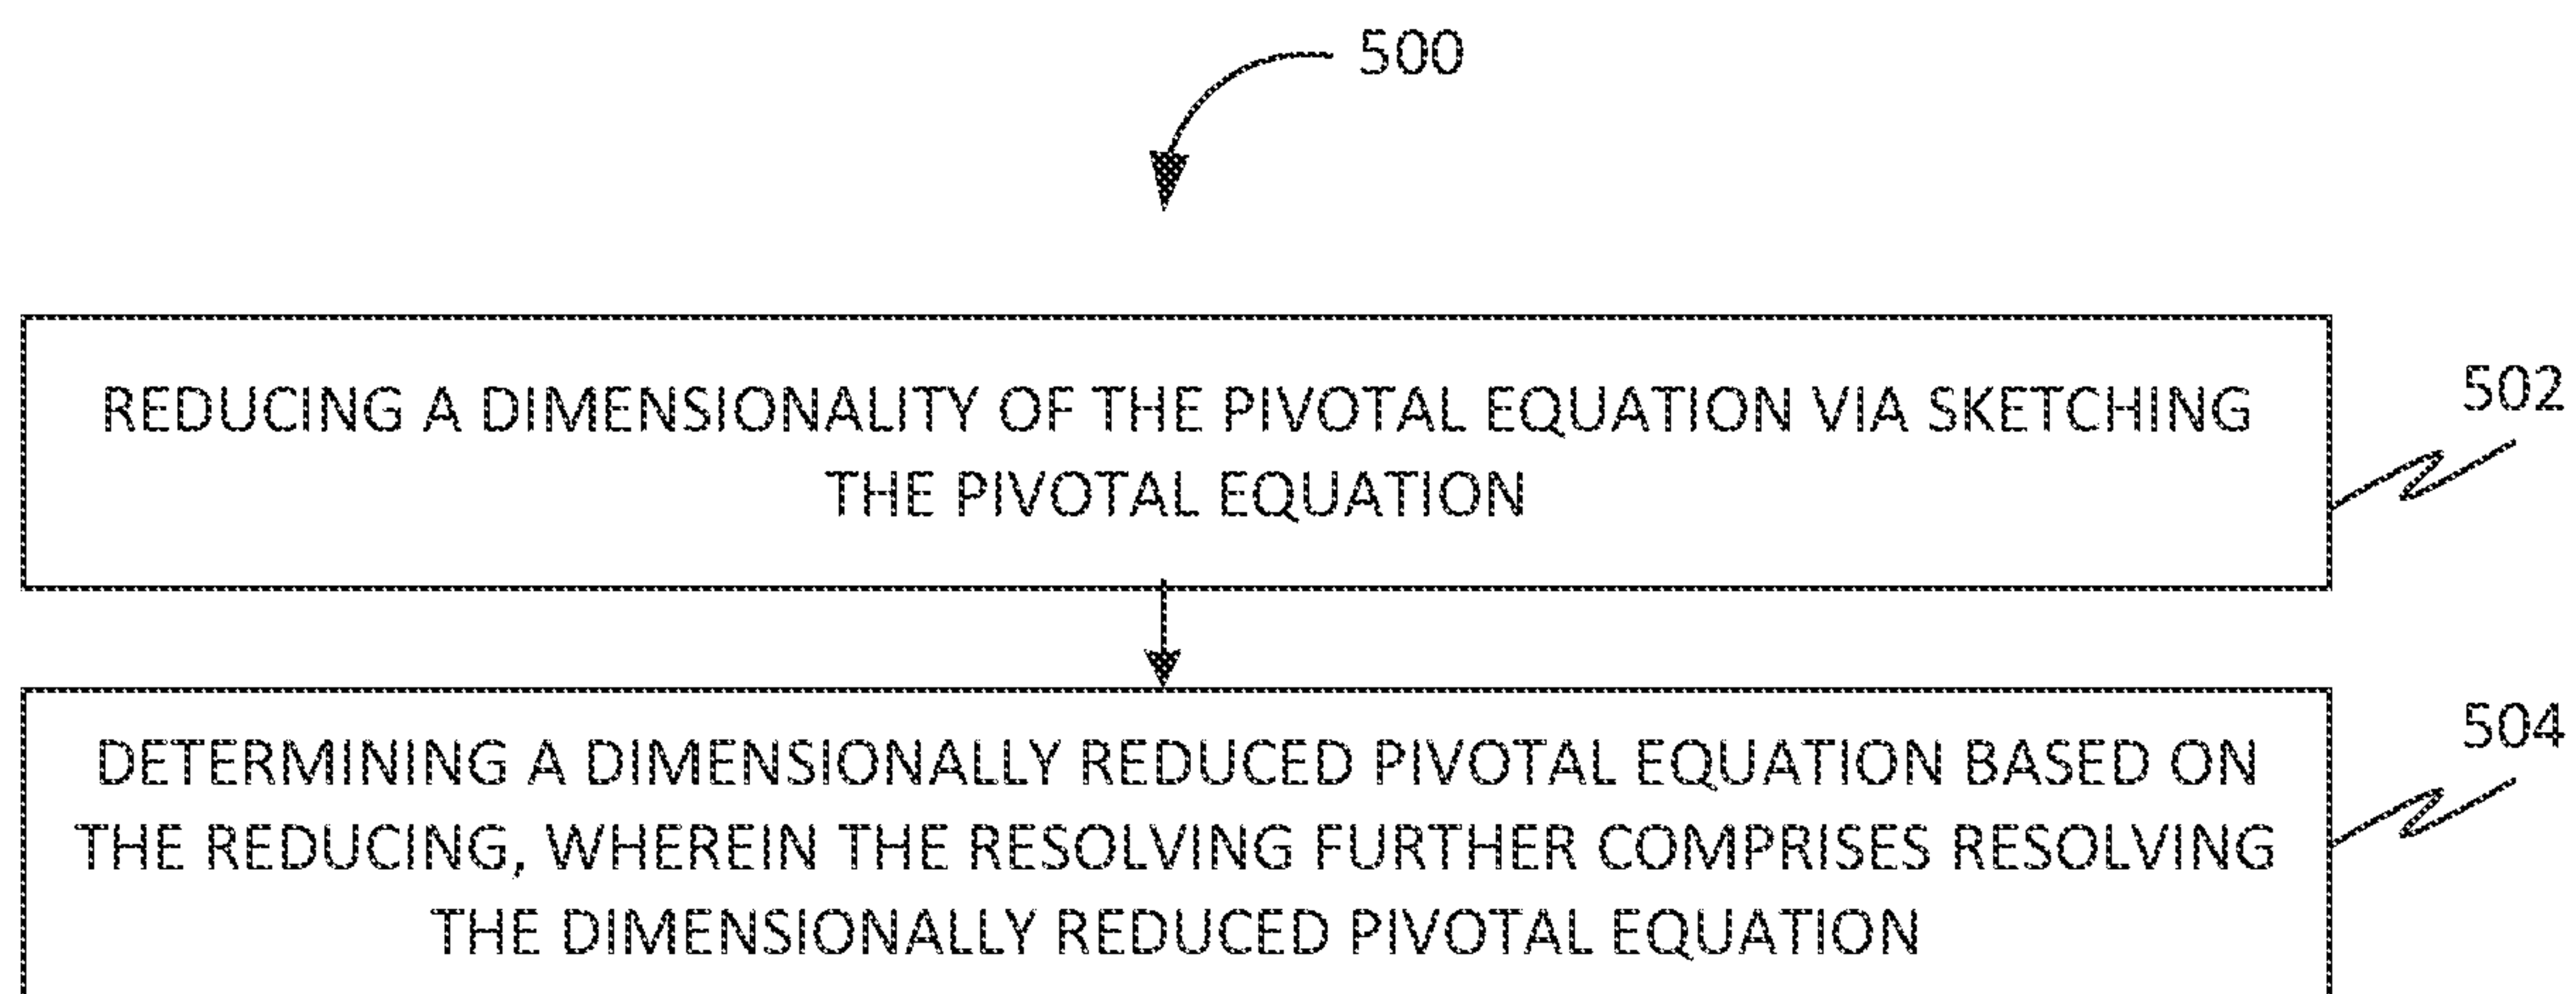 500
REDUCING A DIMENSIONALITY OF THE PIVOTAL EQUATION VIA SKETCHING
THE PIVOTAL EQUATION
502
DETERMINING A DIMENSIONALLY REDUCED PIVOTAL EQUATION BASED ON
THE REDUCING, WHEREIN THE RESOLVING FURTHER COMPRISES RESOLVING
THE DIMENSIONALLY REDUCED PIVOTAL EQUATION
504